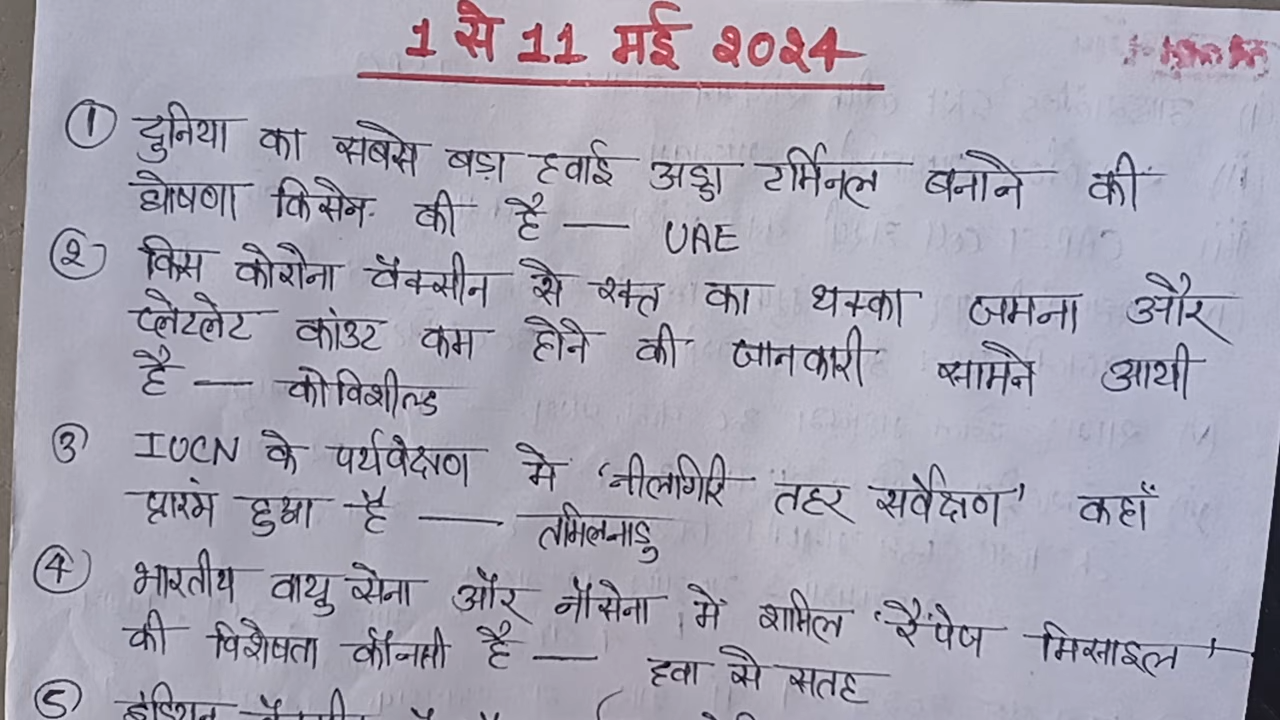 1 से 11 मई २०२4
① दुनिया का सबसे बड़ा हवाई अड्डा टर्मिनल बनाने की
घोषणा किसने की है — UAE
② किस कोरोना वैक्सीन से रक्त का थक्का जमना और
प्लेटलेट कांउट कम होने की जानकारी सामने आयी
है — कोविशील्ड
③ IUCN के पर्यवेक्षण में 'नीलगिरि तहर सर्वेक्षण' कहाँ
प्रारंभ हुआ है — तमिलनाडु
④ भारतीय वायु सेना और नौसेना में शामिल 'रैंपेज मिसाइल'
की विशेषता कौनसी है — हवा से सतह
⑤ इंडियन